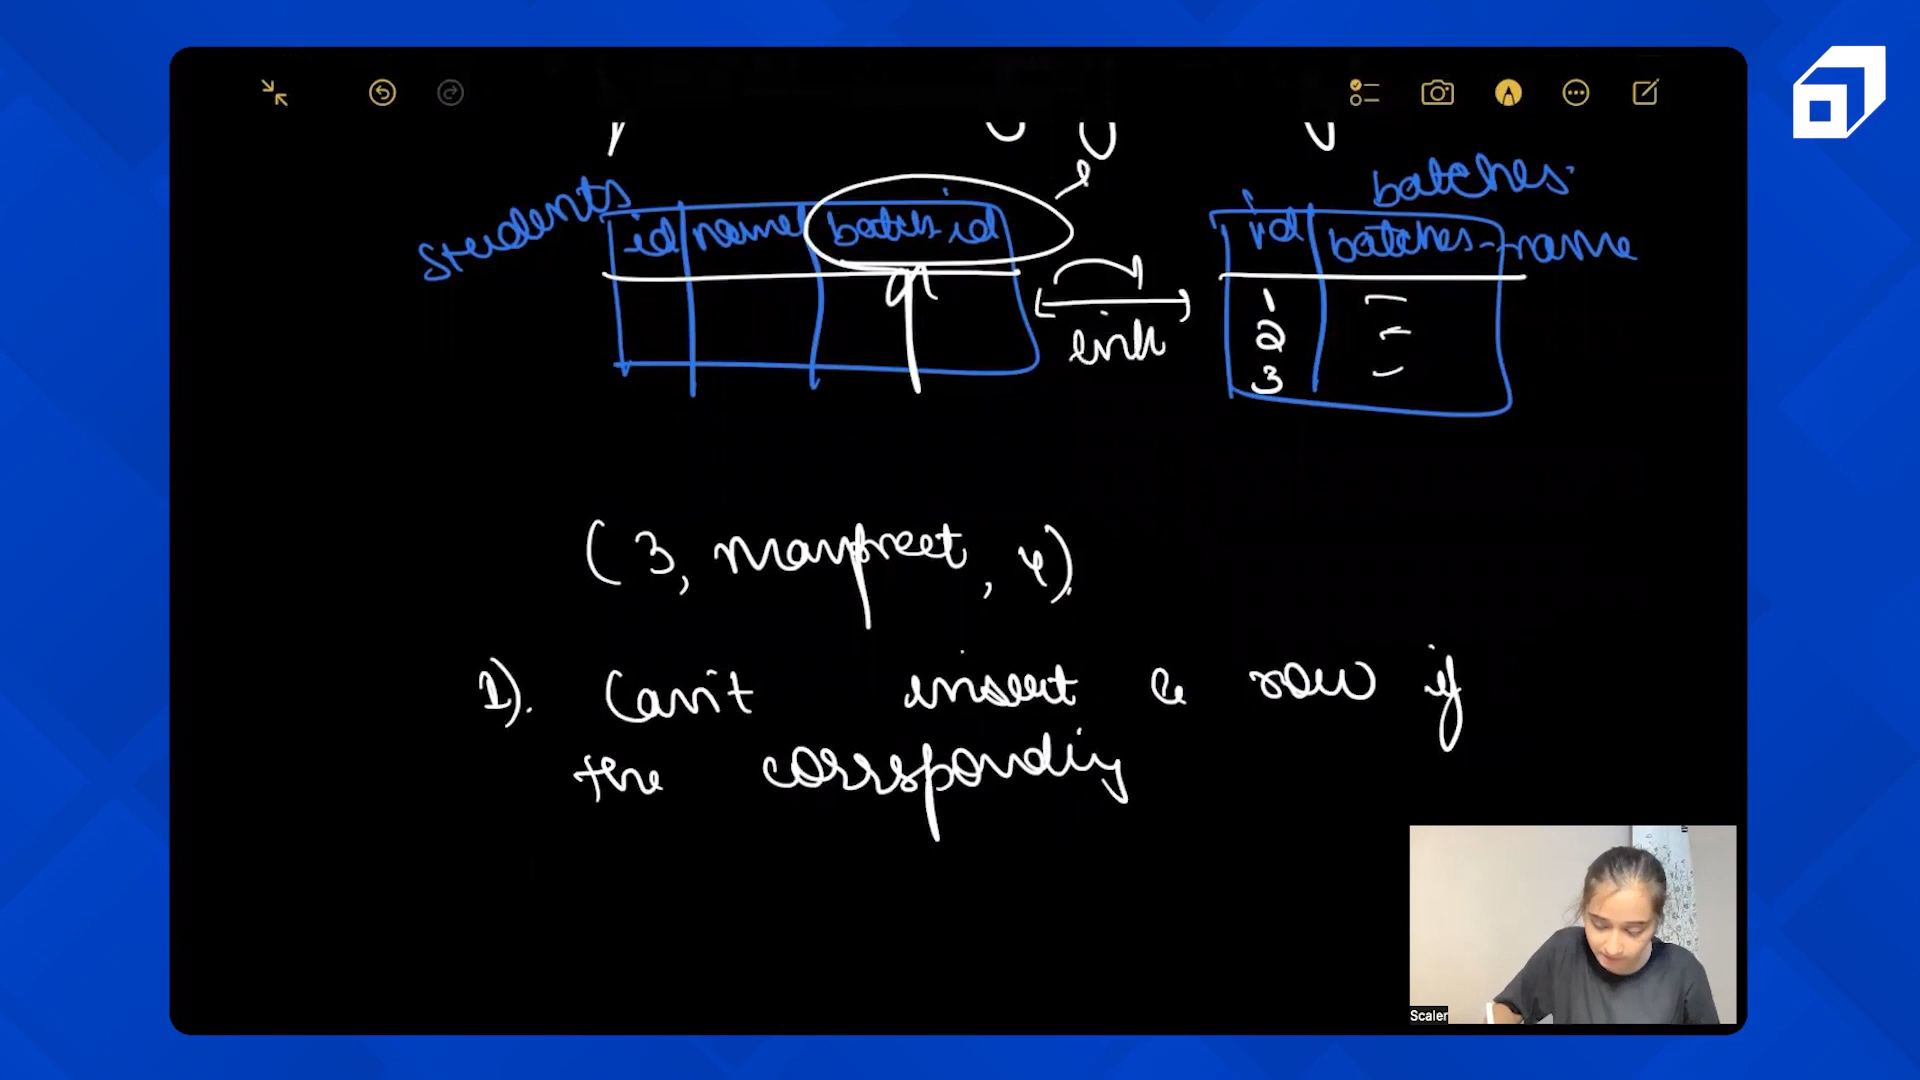 batches.
students
id name batch_id
id batches_name
1
2
3
link
(3, Manpreet, 4).
1). Can't insert a row if
the corrsponding
Scaler